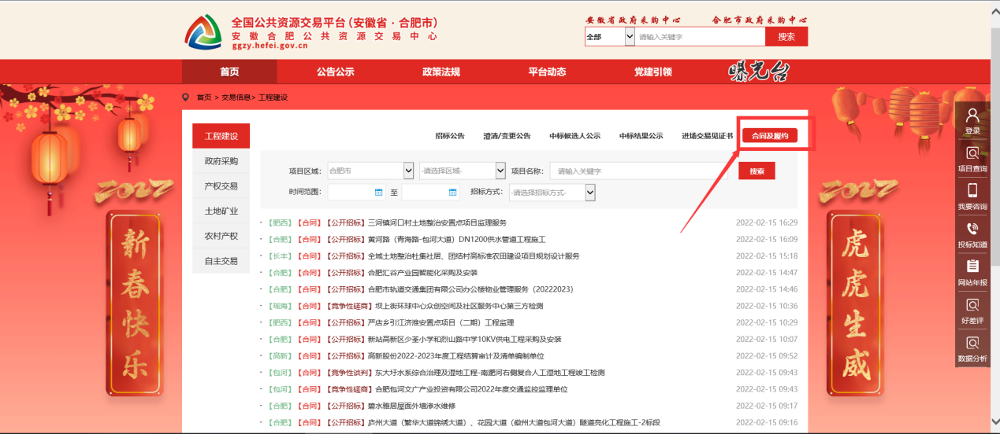 全国公共资源交易平台(安徽省·合肥市)
安徽合肥公共资源交易中心
ggzy.hefei.gov.cn
安徽省政府采购中心 合肥市政府采购中心
全部 请输入关键字 搜索
首页 公告公示 政策法规 平台动态 党建引领 曝光台
首页 > 交易信息> 工程建设
工程建设
政府采购
产权交易
土地矿业
农村产权
自主交易
招标公告 澄清/变更公告 中标候选人公示 中标结果公示 进场交易见证书 合同及履约
项目区域: 合肥市 -请选择区域- 项目名称: 请输入关键字 搜索
时间范围: 至 招标方式: -请选择招标方式-
· 【肥西】【合同】【公开招标】三河镇河口村土地整治安置点项目监理服务 2022-02-15 16:29
· 【合肥】【合同】【公开招标】黄河路(青海路-包河大道)DN1200供水管道工程施工 2022-02-15 16:09
· 【长丰】【合同】【公开招标】全域土地整治杜集社居、团结村高标准农田建设项目规划设计服务 2022-02-15 15:18
· 【合肥】【合同】【公开招标】合肥汇谷产业园智能化采购及安装 2022-02-15 14:47
· 【合肥】【合同】【公开招标】合肥市轨道交通集团有限公司办公楼物业管理服务(20222023) 2022-02-15 14:46
· 【瑶海】【合同】【竞争性磋商】坝上街环球中心众创空间及社区服务中心第三方检测 2022-02-15 10:36
· 【肥西】【合同】【公开招标】严店乡引江济淮安置点项目(二期)工程监理 2022-02-15 10:29
· 【合肥】【合同】【公开招标】新站高新区少荃小学和烈山路中学10KV供电工程采购及安装 2022-02-15 10:07
· 【高新】【合同】【公开招标】高新股份2022-2023年度工程结算审计及清单编制单位 2022-02-15 09:52
· 【包河】【合同】【竞争性谈判】东大圩水系综合治理及湿地工程-南淝河右侧复合人工湿地工程竣工检测 2022-02-15 09:43
· 【包河】【合同】【竞争性磋商】合肥包河文广产业投资有限公司2022年度交通监控监理单位 2022-02-15 09:43
· 【合肥】【合同】【公开招标】碧水雅居屋面外墙渗水维修 2022-02-15 09:17
· 【合肥】【合同】【公开招标】庐州大道(繁华大道锦绣大道)、花园大道(徽州大道包河大道)隧道亮化工程施工-2标段 2022-02-15 09:16
登录
项目查询
我要咨询
投标知道
网站年报
好差评
数据分析
2022
新春快乐
2022
虎虎生威